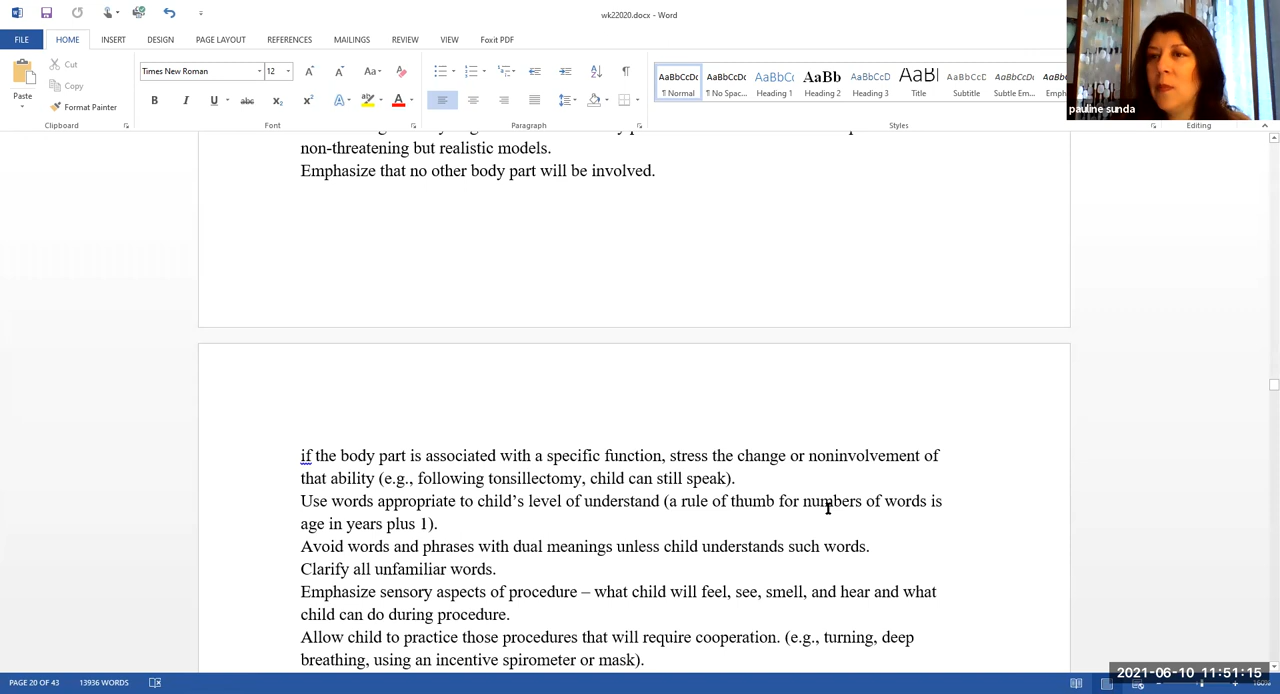 wk22020.docx - Word
FILE HOME INSERT DESIGN PAGE LAYOUT REFERENCES MAILINGS REVIEW VIEW Foxit PDF
Paste
Cut
Copy
Format Painter
Times New Roman 12
AaBbCcDc ¶ Normal
AaBbCcDc ¶ No Spac...
AaBbCc Heading 1
AaBb Heading 2
AaBbCcD Heading 3
AaB Title
AaBbCcD Subtitle
AaBbCcDc Subtle Em...
Clipboard Font Paragraph Styles Editing
pauline sunda
non-threatening but realistic models.
Emphasize that no other body part will be involved.
if the body part is associated with a specific function, stress the change or noninvolvement of
that ability (e.g., following tonsillectomy, child can still speak).
Use words appropriate to child’s level of understand (a rule of thumb for numbers of words is
age in years plus 1).
Avoid words and phrases with dual meanings unless child understands such words.
Clarify all unfamiliar words.
Emphasize sensory aspects of procedure – what child will feel, see, smell, and hear and what
child can do during procedure.
Allow child to practice those procedures that will require cooperation. (e.g., turning, deep
breathing, using an incentive spirometer or mask).
2021-06-10 11:51:15
PAGE 20 OF 43 13936 WORDS